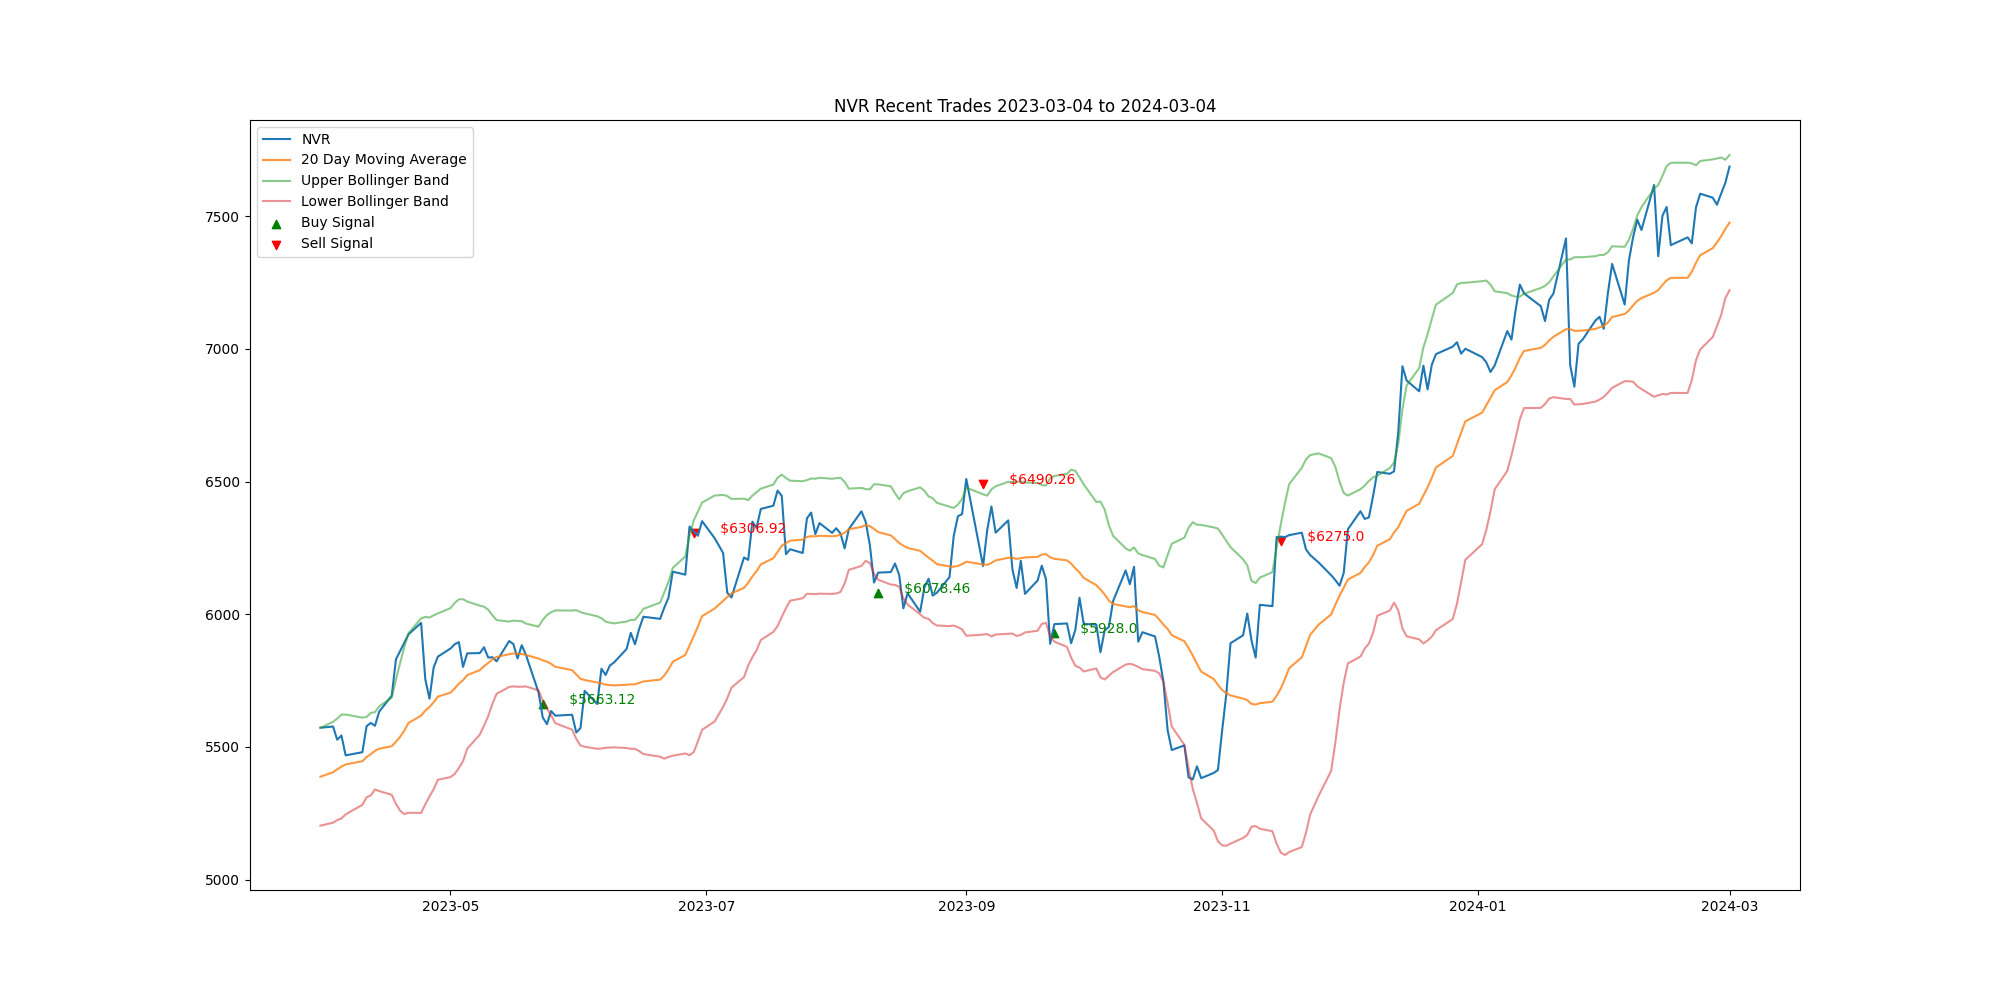 NVR Recent Trades 2023-03-04 to 2024-03-04
NVR
20 Day Moving Average
Upper Bollinger Band
Lower Bollinger Band
Buy Signal
Sell Signal
7500
7000
6500
6000
5500
5000
$6490.26
$6306.92
$6275.0
$6078.46
$5928.0
$5663.12
2023-05
2023-07
2023-09
2023-11
2024-01
2024-03